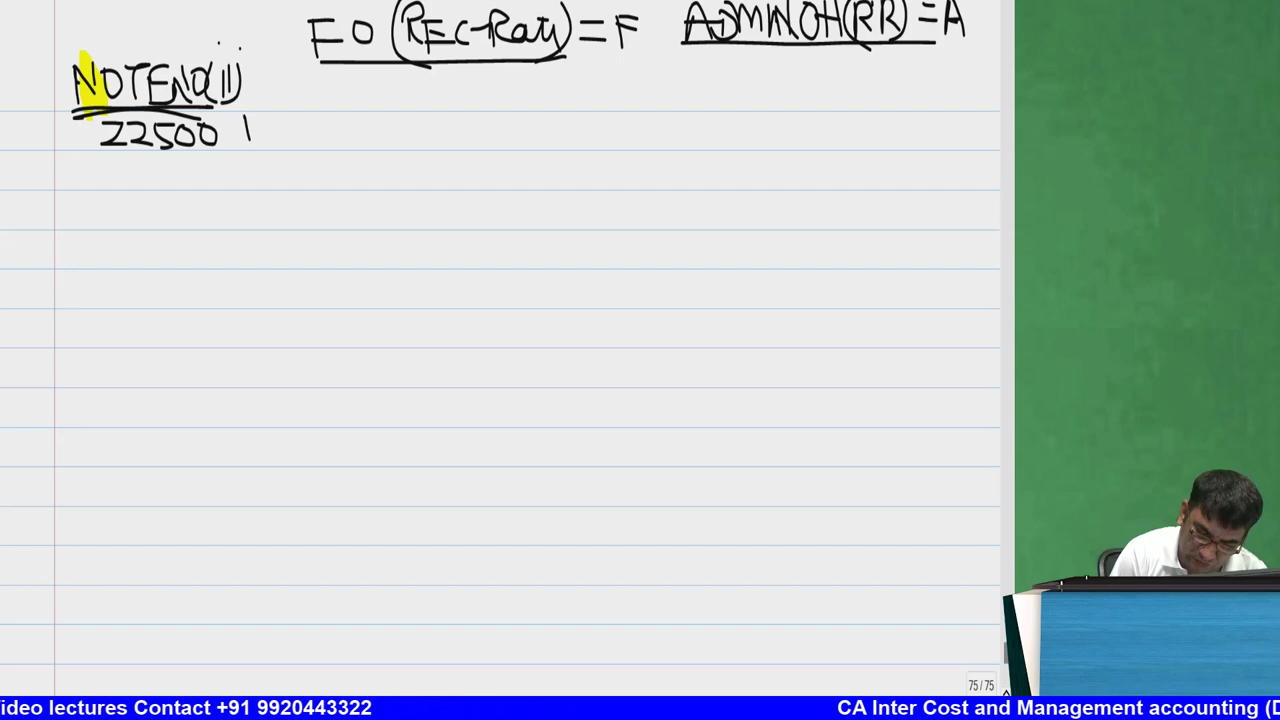 FO (REC-Rate) = F ADMIN OH (RR) = A
NOTE NO (ii)
22500 |
75 / 75
/ideo lectures Contact +91 9920443322 CA Inter Cost and Management accounting (D